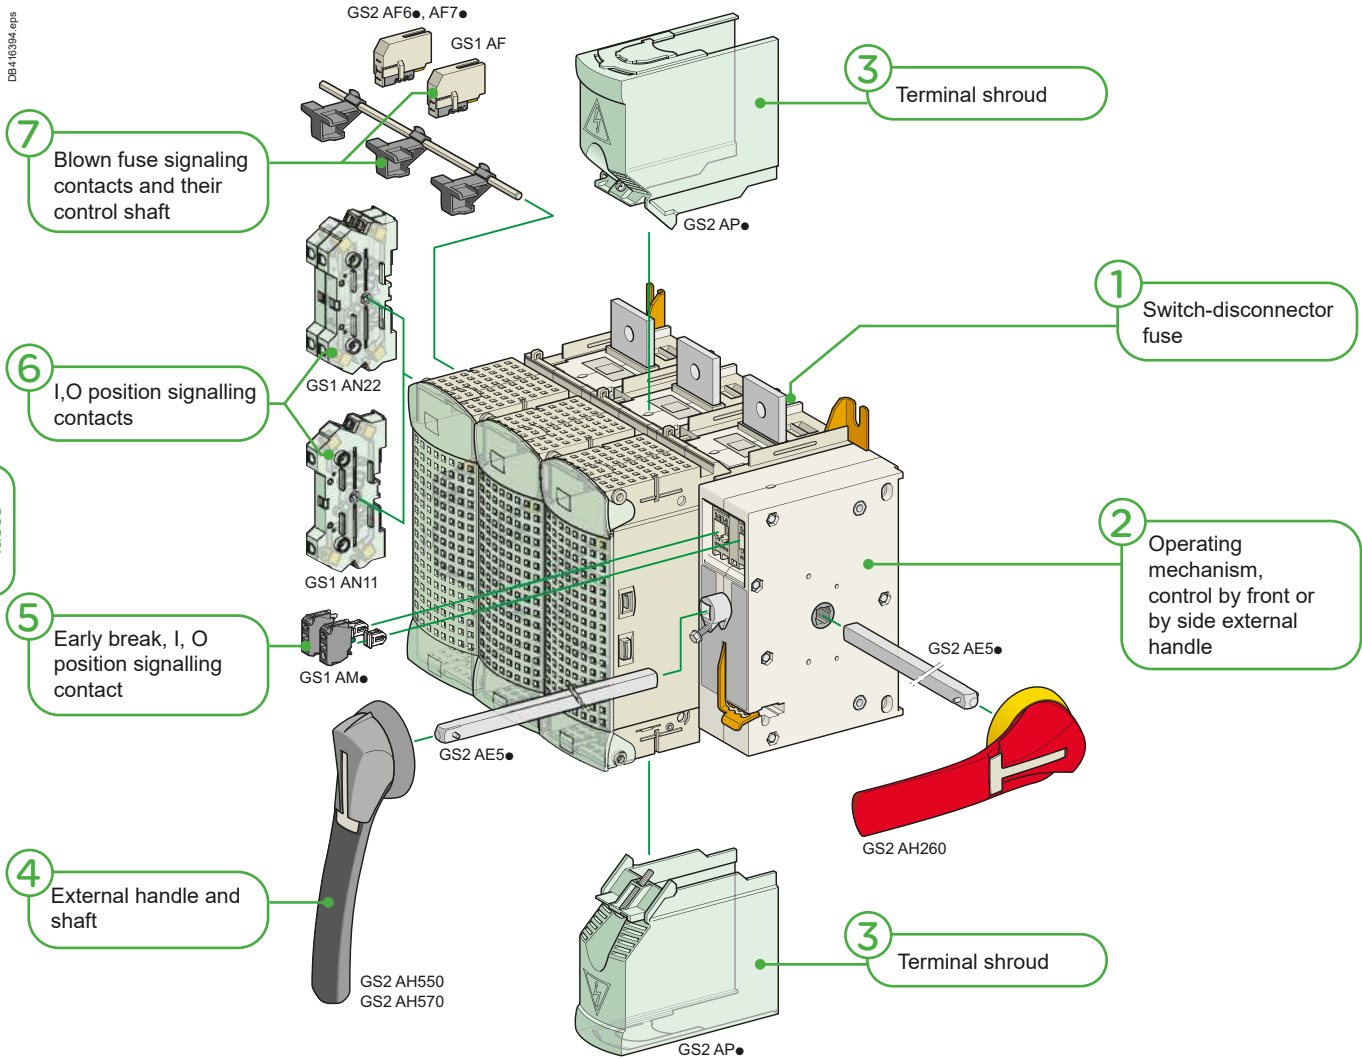 DB416394.eps
GS2 AF6●, AF7●
GS1 AF
3
Terminal shroud
7
Blown fuse signaling
contacts and their
control shaft
GS2 AP●
1
Switch-disconnector
fuse
6
I,O position signalling
contacts
GS1 AN22
GS1 AN11
2
Operating
mechanism,
control by front or
by side external
handle
5
Early break, I, O
position signalling
contact
GS1 AM●
GS2 AE5●
GS2 AE5●
GS2 AH260
4
External handle and
shaft
GS2 AH550
GS2 AH570
3
Terminal shroud
GS2 AP●